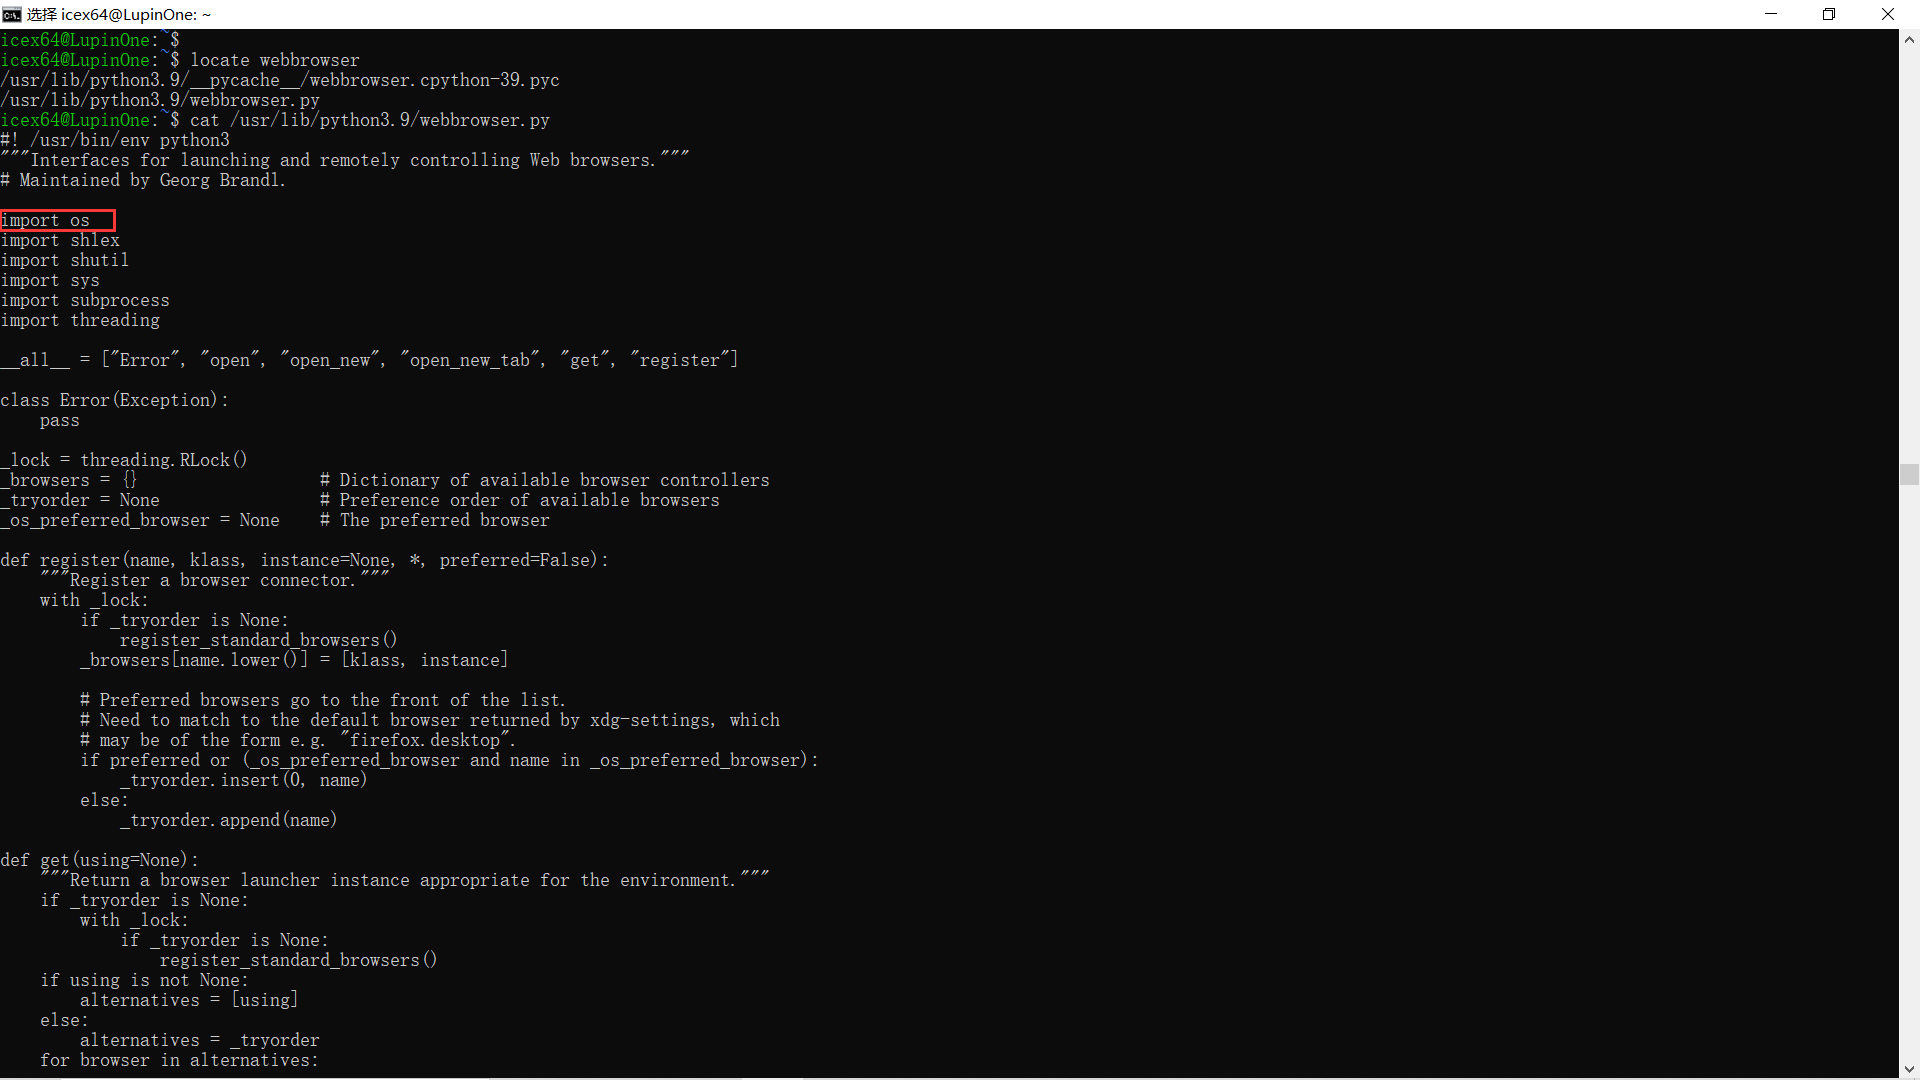 选择 icex64@LupinOne: ~
icex64@LupinOne:~$
icex64@LupinOne:~$ locate webbrowser
/usr/lib/python3.9/__pycache__/webbrowser.cpython-39.pyc
/usr/lib/python3.9/webbrowser.py
icex64@LupinOne:~$ cat /usr/lib/python3.9/webbrowser.py
#! /usr/bin/env python3
"""Interfaces for launching and remotely controlling Web browsers."""
# Maintained by Georg Brandl.
import os
import shlex
import shutil
import sys
import subprocess
import threading
__all__ = ["Error", "open", "open_new", "open_new_tab", "get", "register"]
class Error(Exception):
    pass
_lock = threading.RLock()
_browsers = {}                  # Dictionary of available browser controllers
_tryorder = None                # Preference order of available browsers
_os_preferred_browser = None    # The preferred browser
def register(name, klass, instance=None, *, preferred=False):
    """Register a browser connector."""
    with _lock:
        if _tryorder is None:
            register_standard_browsers()
        _browsers[name.lower()] = [klass, instance]
        # Preferred browsers go to the front of the list.
        # Need to match to the default browser returned by xdg-settings, which
        # may be of the form e.g. "firefox.desktop".
        if preferred or (_os_preferred_browser and name in _os_preferred_browser):
            _tryorder.insert(0, name)
        else:
            _tryorder.append(name)
def get(using=None):
    """Return a browser launcher instance appropriate for the environment."""
    if _tryorder is None:
        with _lock:
            if _tryorder is None:
                register_standard_browsers()
    if using is not None:
        alternatives = [using]
    else:
        alternatives = _tryorder
    for browser in alternatives: